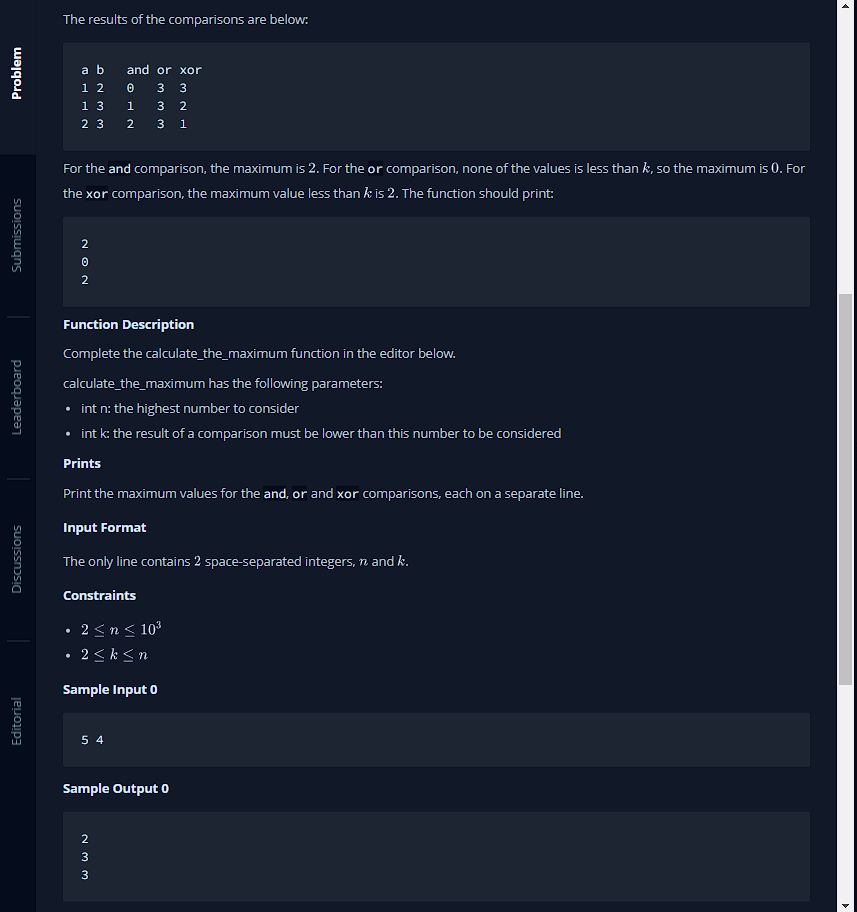 Problem
Submissions
Leaderboard
Discussions
Editorial
The results of the comparisons are below:
a b   and or xor
1 2   0   3  3
1 3   1   3  2
2 3   2   3  1
For the and comparison, the maximum is 2. For the or comparison, none of the values is less than k, so the maximum is 0. For
the xor comparison, the maximum value less than k is 2. The function should print:
2
0
2
Function Description
Complete the calculate_the_maximum function in the editor below.
calculate_the_maximum has the following parameters:
• int n: the highest number to consider
• int k: the result of a comparison must be lower than this number to be considered
Prints
Print the maximum values for the and, or and xor comparisons, each on a separate line.
Input Format
The only line contains 2 space-separated integers, n and k.
Constraints
• 2 ≤ n ≤ 10³
• 2 ≤ k ≤ n
Sample Input 0
5 4
Sample Output 0
2
3
3